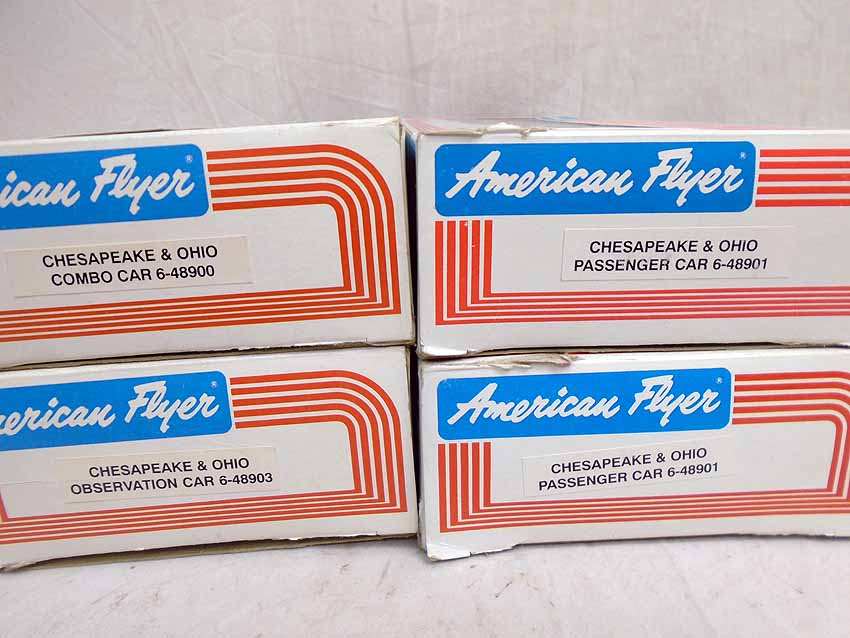 ican Flyer®
CHESAPEAKE & OHIO
COMBO CAR 6-48900
American Flyer®
CHESAPEAKE & OHIO
PASSENGER CAR 6-48901
merican Flyer®
CHESAPEAKE & OHIO
OBSERVATION CAR 6-48903
American Flyer®
CHESAPEAKE & OHIO
PASSENGER CAR 6-48901